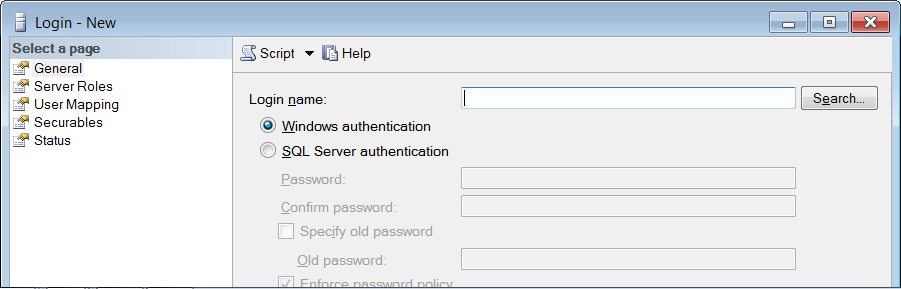 Login - New
Select a page
General
Server Roles
User Mapping
Securables
Status
Script Help
Login name: Search...
Windows authentication
SQL Server authentication
Password:
Confirm password:
Specify old password
Old password:
Enforce password policy